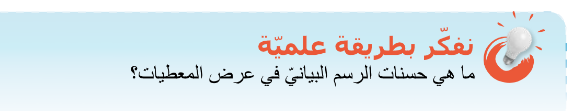 نفكّر بطريقة علميّة
ما هي حسنات الرسم البيانيّ في عرض المعطيات؟